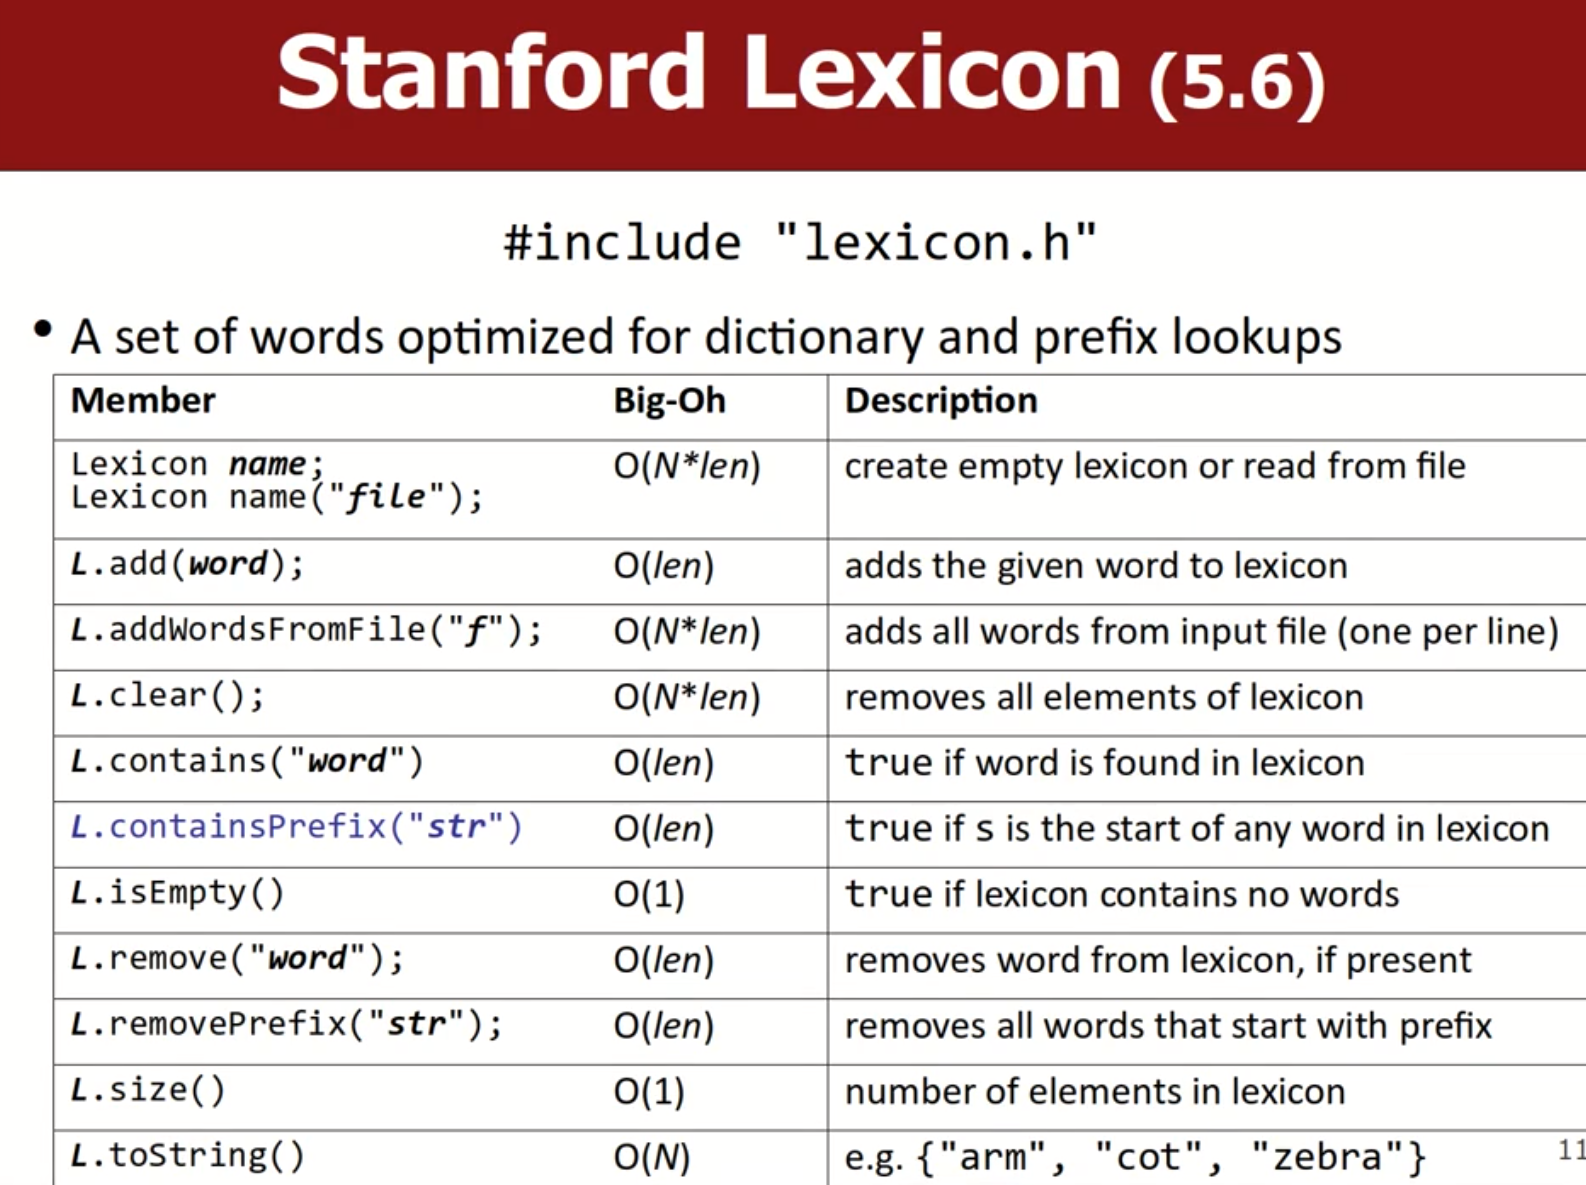 Stanford Lexicon (5.6)
#include "lexicon.h"
• A set of words optimized for dictionary and prefix lookups
Member Big-Oh Description
Lexicon name; O(N*len) create empty lexicon or read from file
Lexicon name("file");
L.add(word); O(len) adds the given word to lexicon
L.addWordsFromFile("f"); O(N*len) adds all words from input file (one per line)
L.clear(); O(N*len) removes all elements of lexicon
L.contains("word") O(len) true if word is found in lexicon
L.containsPrefix("str") O(len) true if s is the start of any word in lexicon
L.isEmpty() O(1) true if lexicon contains no words
L.remove("word"); O(len) removes word from lexicon, if present
L.removePrefix("str"); O(len) removes all words that start with prefix
L.size() O(1) number of elements in lexicon
L.toString() O(N) e.g. {"arm", "cot", "zebra"}
11